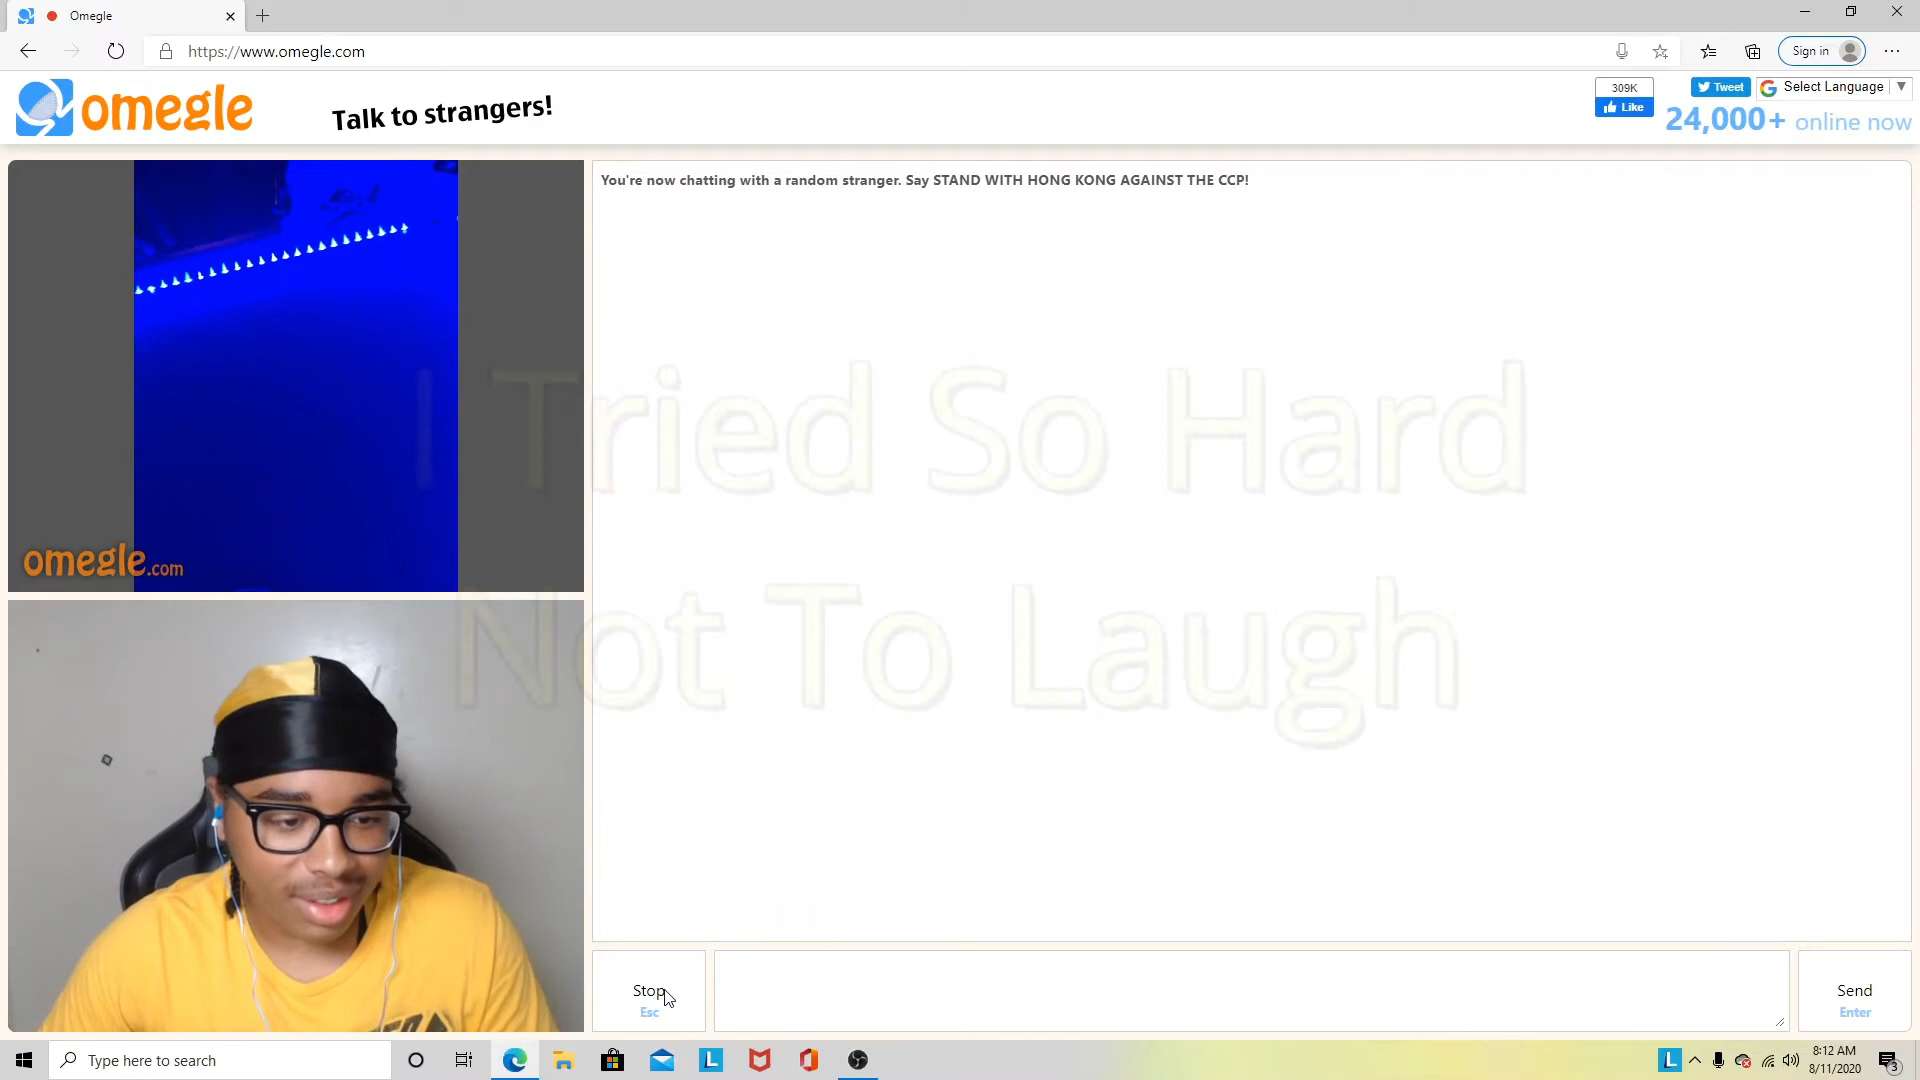 Omegle
https://www.omegle.com
Sign in
omegle
Talk to strangers!
309K
Like
Tweet
Select Language
24,000+ online now
You're now chatting with a random stranger. Say STAND WITH HONG KONG AGAINST THE CCP!
I Tried So Hard
Not To Laugh
omegle.com
Stop
Esc
Send
Enter
Type here to search
L
L
8:12 AM
8/11/2020
3